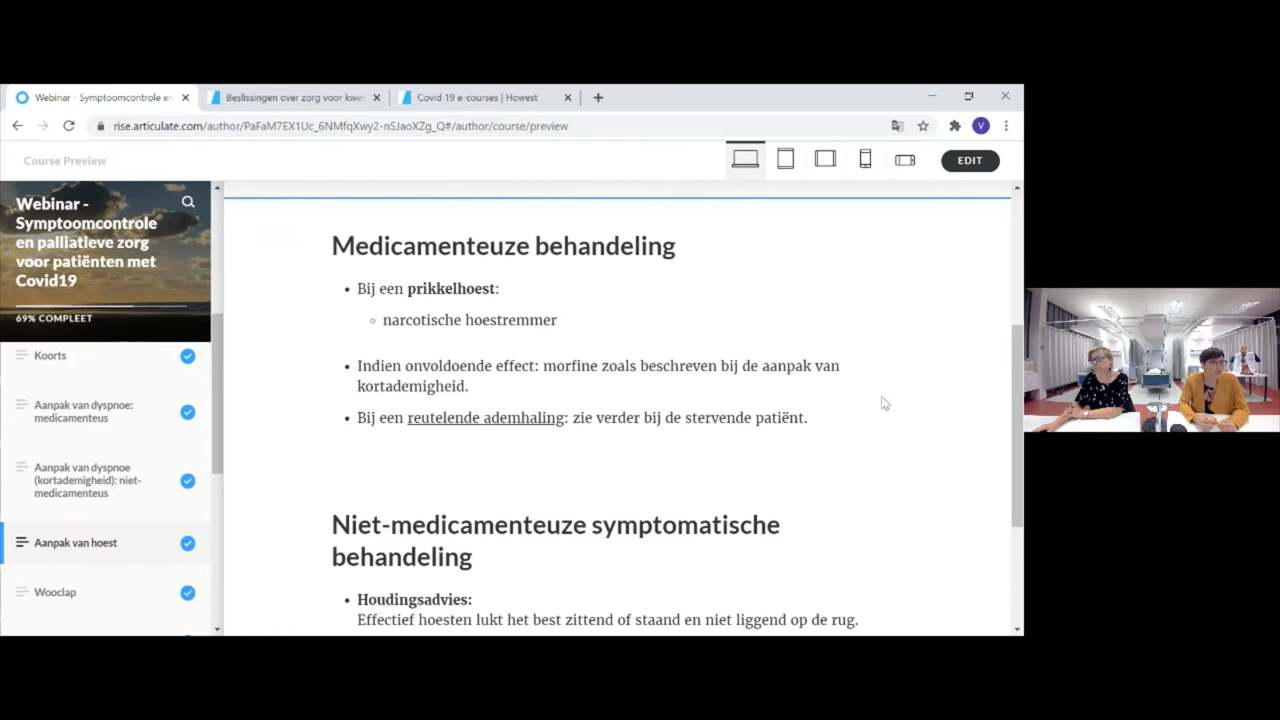 Webinar - Symptoomcontrole en
Beslissingen over zorg voor kwe
Covid 19 e-courses | Howest
rise.articulate.com/author/PaFaM7EX1Uc_6NMfqXwy2-nSJaoXZg_Q#/author/course/preview
V
Course Preview
EDIT
Webinar -
Symptoomcontrole
en palliatieve zorg
voor patiënten met
Covid19
69% COMPLEET
Koorts
Aanpak van dyspnoe:
medicamenteus
Aanpak van dyspnoe
(kortademigheid): niet-
medicamenteus
Aanpak van hoest
Wooclap
Medicamenteuze behandeling
• Bij een prikkelhoest:
◦ narcotische hoestremmer
• Indien onvoldoende effect: morfine zoals beschreven bij de aanpak van
kortademigheid.
• Bij een reutelende ademhaling: zie verder bij de stervende patiënt.
Niet-medicamenteuze symptomatische
behandeling
• Houdingsadvies:
Effectief hoesten lukt het best zittend of staand en niet liggend op de rug.